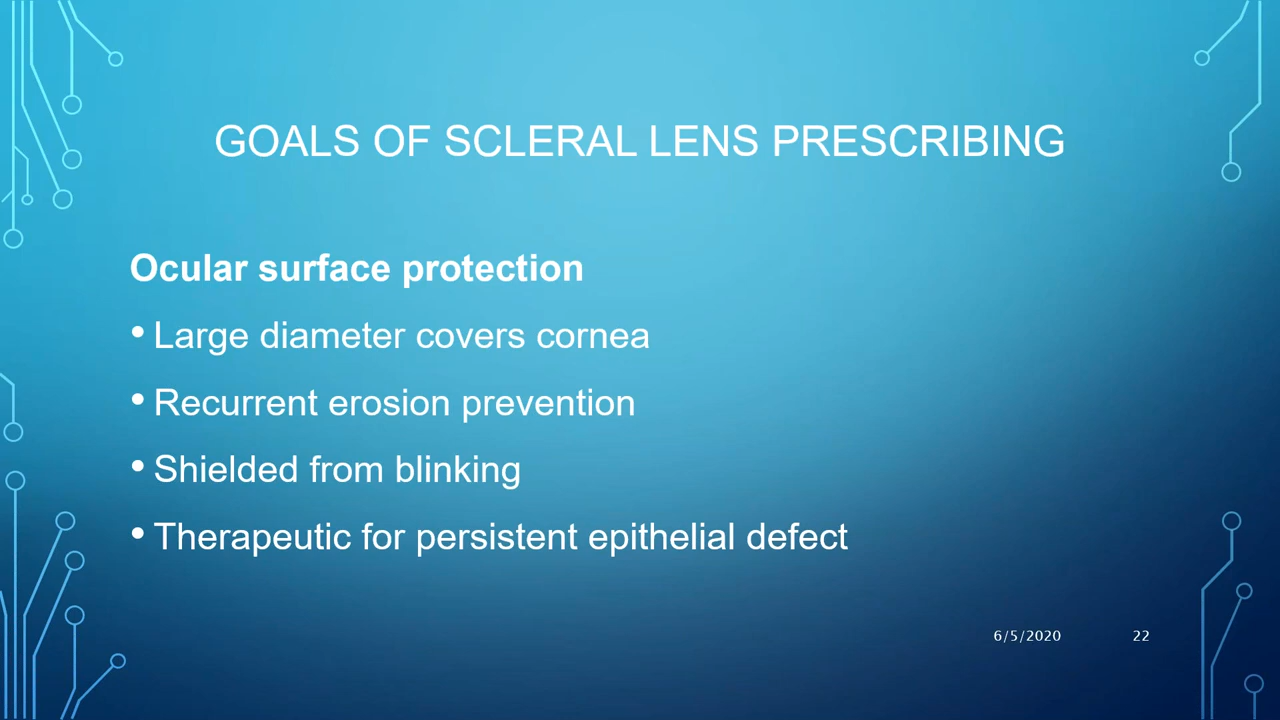 GOALS OF SCLERAL LENS PRESCRIBING
Ocular surface protection
• Large diameter covers cornea
• Recurrent erosion prevention
• Shielded from blinking
• Therapeutic for persistent epithelial defect
6/5/2020 22